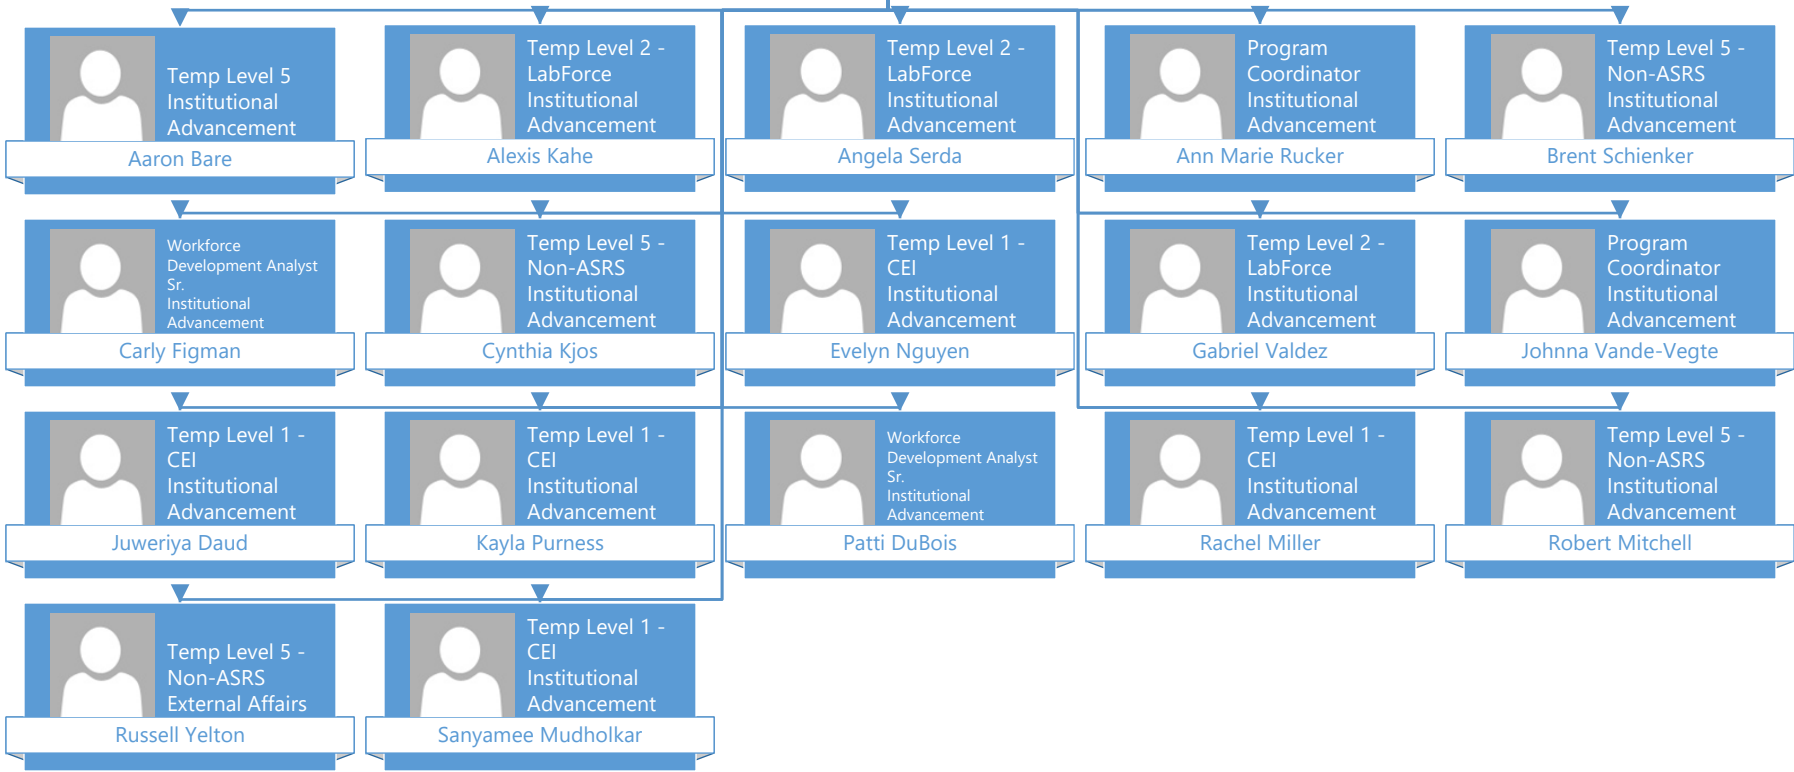 Temp Level 5
Institutional
Advancement
Aaron Bare
Temp Level 2 -
LabForce
Institutional
Advancement
Alexis Kahe
Temp Level 2 -
LabForce
Institutional
Advancement
Angela Serda
Program
Coordinator
Institutional
Advancement
Ann Marie Rucker
Temp Level 5 -
Non-ASRS
Institutional
Advancement
Brent Schienker
Workforce
Development Analyst
Sr.
Institutional
Advancement
Carly Figman
Temp Level 5 -
Non-ASRS
Institutional
Advancement
Cynthia Kjos
Temp Level 1 -
CEI
Institutional
Advancement
Evelyn Nguyen
Temp Level 2 -
LabForce
Institutional
Advancement
Gabriel Valdez
Program
Coordinator
Institutional
Advancement
Johnna Vande-Vegte
Temp Level 1 -
CEI
Institutional
Advancement
Juweriya Daud
Temp Level 1 -
CEI
Institutional
Advancement
Kayla Purness
Workforce
Development Analyst
Sr.
Institutional
Advancement
Patti DuBois
Temp Level 1 -
CEI
Institutional
Advancement
Rachel Miller
Temp Level 5 -
Non-ASRS
Institutional
Advancement
Robert Mitchell
Temp Level 5 -
Non-ASRS
External Affairs
Russell Yelton
Temp Level 1 -
CEI
Institutional
Advancement
Sanyamee Mudholkar